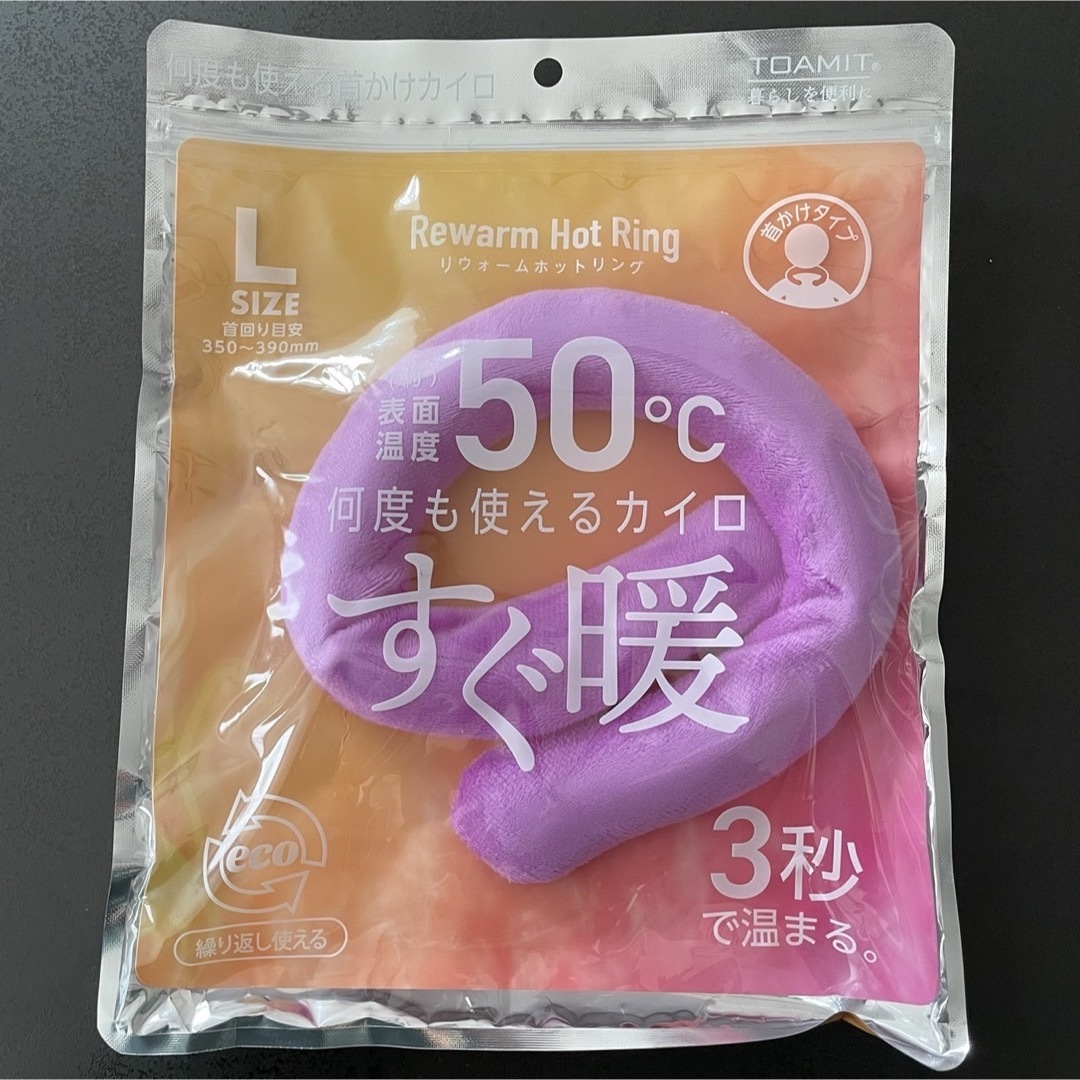 何度も使える首かけカイロ
TOAMIT®
暮らしを便利に
L
SIZE
首回り目安
350～390mm
Rewarm Hot Ring
リウォームホットリング
首かけタイプ
(約)
表面
温度
50℃
何度も使えるカイロ
すぐ暖
eco
繰り返し使える
3秒
で温まる。